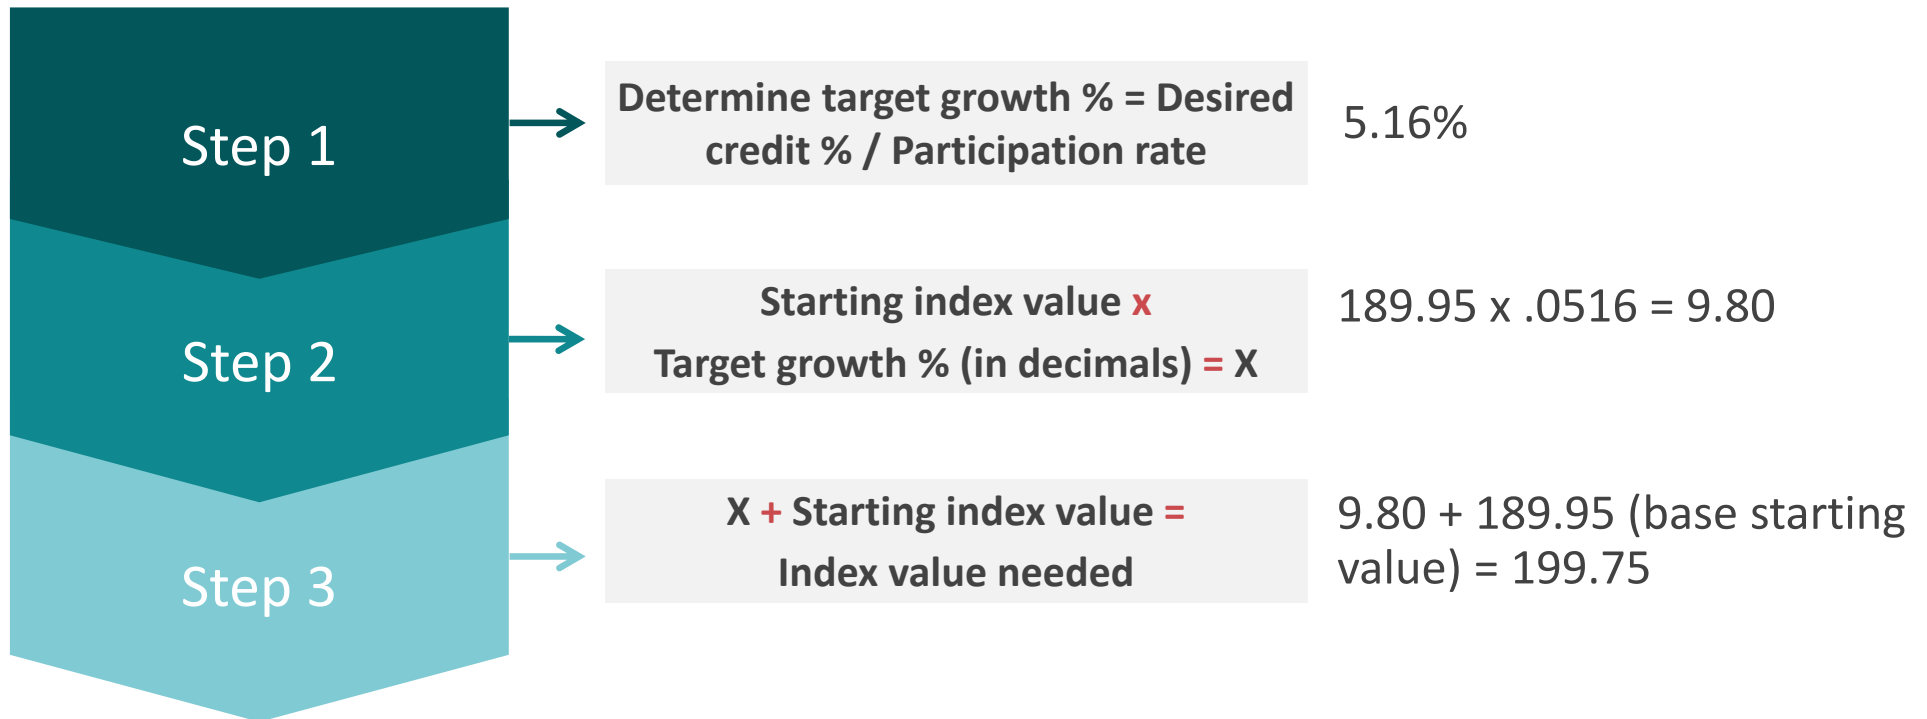 Step 1
Determine target growth % = Desired
credit % / Participation rate
5.16%
Step 2
Starting index value x
Target growth % (in decimals) = X
189.95 x .0516 = 9.80
Step 3
X + Starting index value =
Index value needed
9.80 + 189.95 (base starting
value) = 199.75